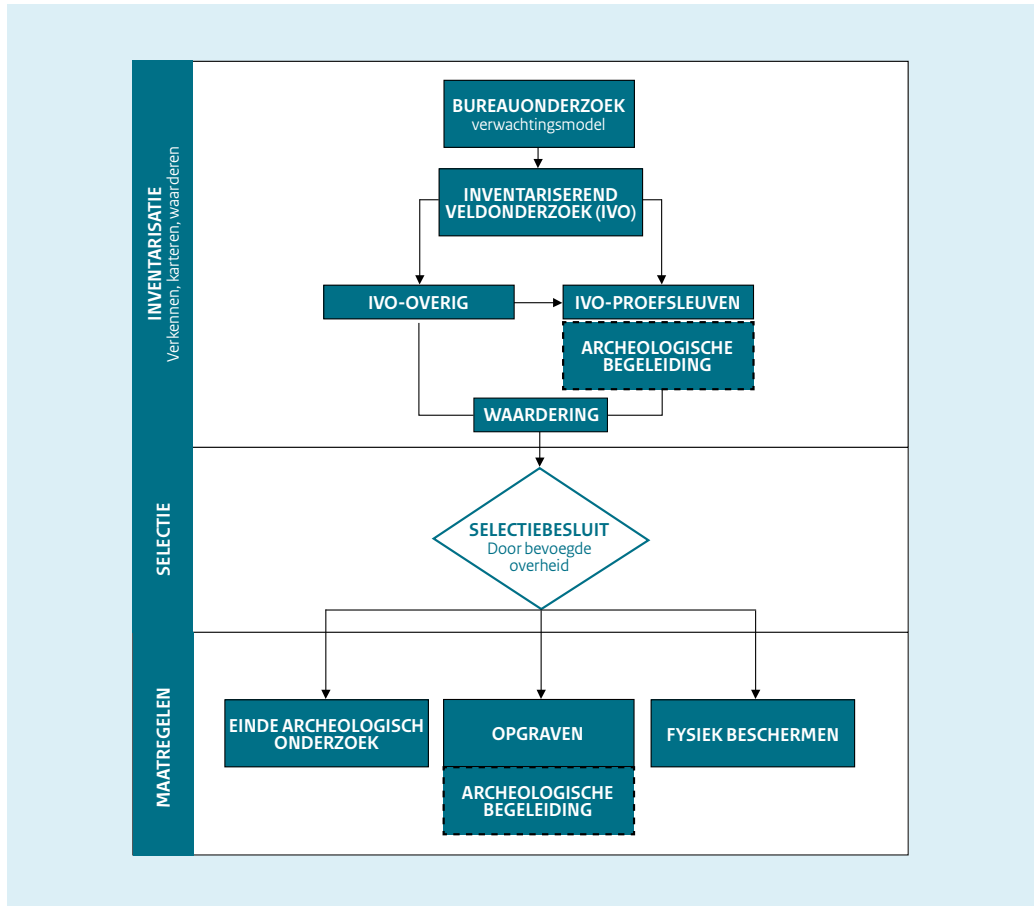 INVENTARISATIE
Verkennen, karteren, waarderen
BUREAUONDERZOEK
verwachtingsmodel
INVENTARISEREND
VELDONDERZOEK (IVO)
IVO-OVERIG
IVO-PROEFSLEUVEN
ARCHEOLOGISCHE
BEGELEIDING
WAARDERING
SELECTIE
SELECTIEBESLUIT
Door bevoegde
overheid
MAATREGELEN
EINDE ARCHEOLOGISCH
ONDERZOEK
OPGRAVEN
ARCHEOLOGISCHE
BEGELEIDING
FYSIEK BESCHERMEN